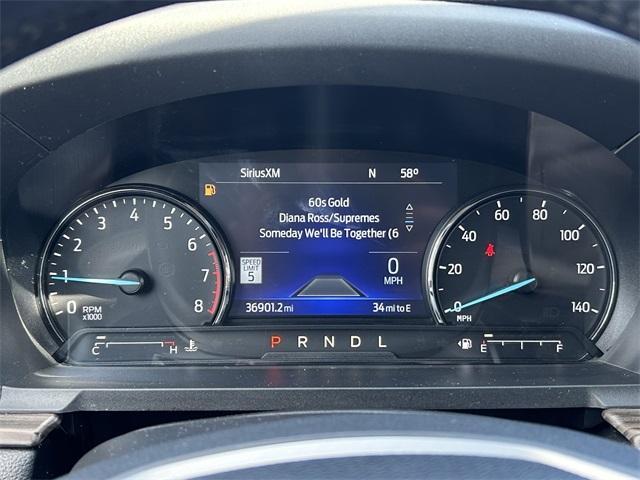 SiriusXM N 58°
60s Gold
Diana Ross/Supremes
Someday We'll Be Together (6
SPEED LIMIT 5
0 MPH
36901.2 mi 34 mi to E
0 1 2 3 4 5 6 7 8
RPM x1000
0 20 40 60 80 100 120 140
MPH
C H
P R N D L
E F